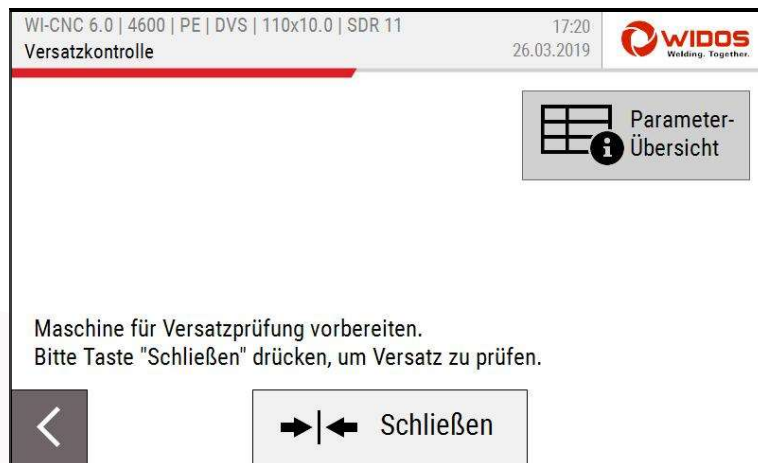 WI-CNC 6.0 | 4600 | PE | DVS | 110x10.0 | SDR 11
17:20
Versatzkontrolle
26.03.2019
WIDOS
Welding. Together.
Parameter-
Übersicht
Maschine für Versatzprüfung vorbereiten.
Bitte Taste "Schließen" drücken, um Versatz zu prüfen.
Schließen